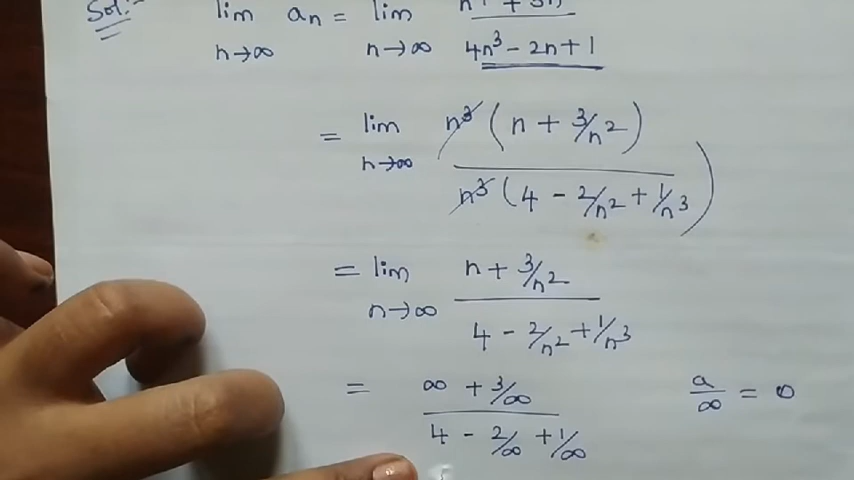 Sol:- lim n→∞ aₙ = lim n→∞ / 4n³ - 2n + 1
= lim n→∞ n³ (n + 3/n²) / n³ (4 - 2/n² + 1/n³)
= lim n→∞ n + 3/n² / 4 - 2/n² + 1/n³
= ∞ + 3/∞ / 4 - 2/∞ + 1/∞
a/∞ = 0